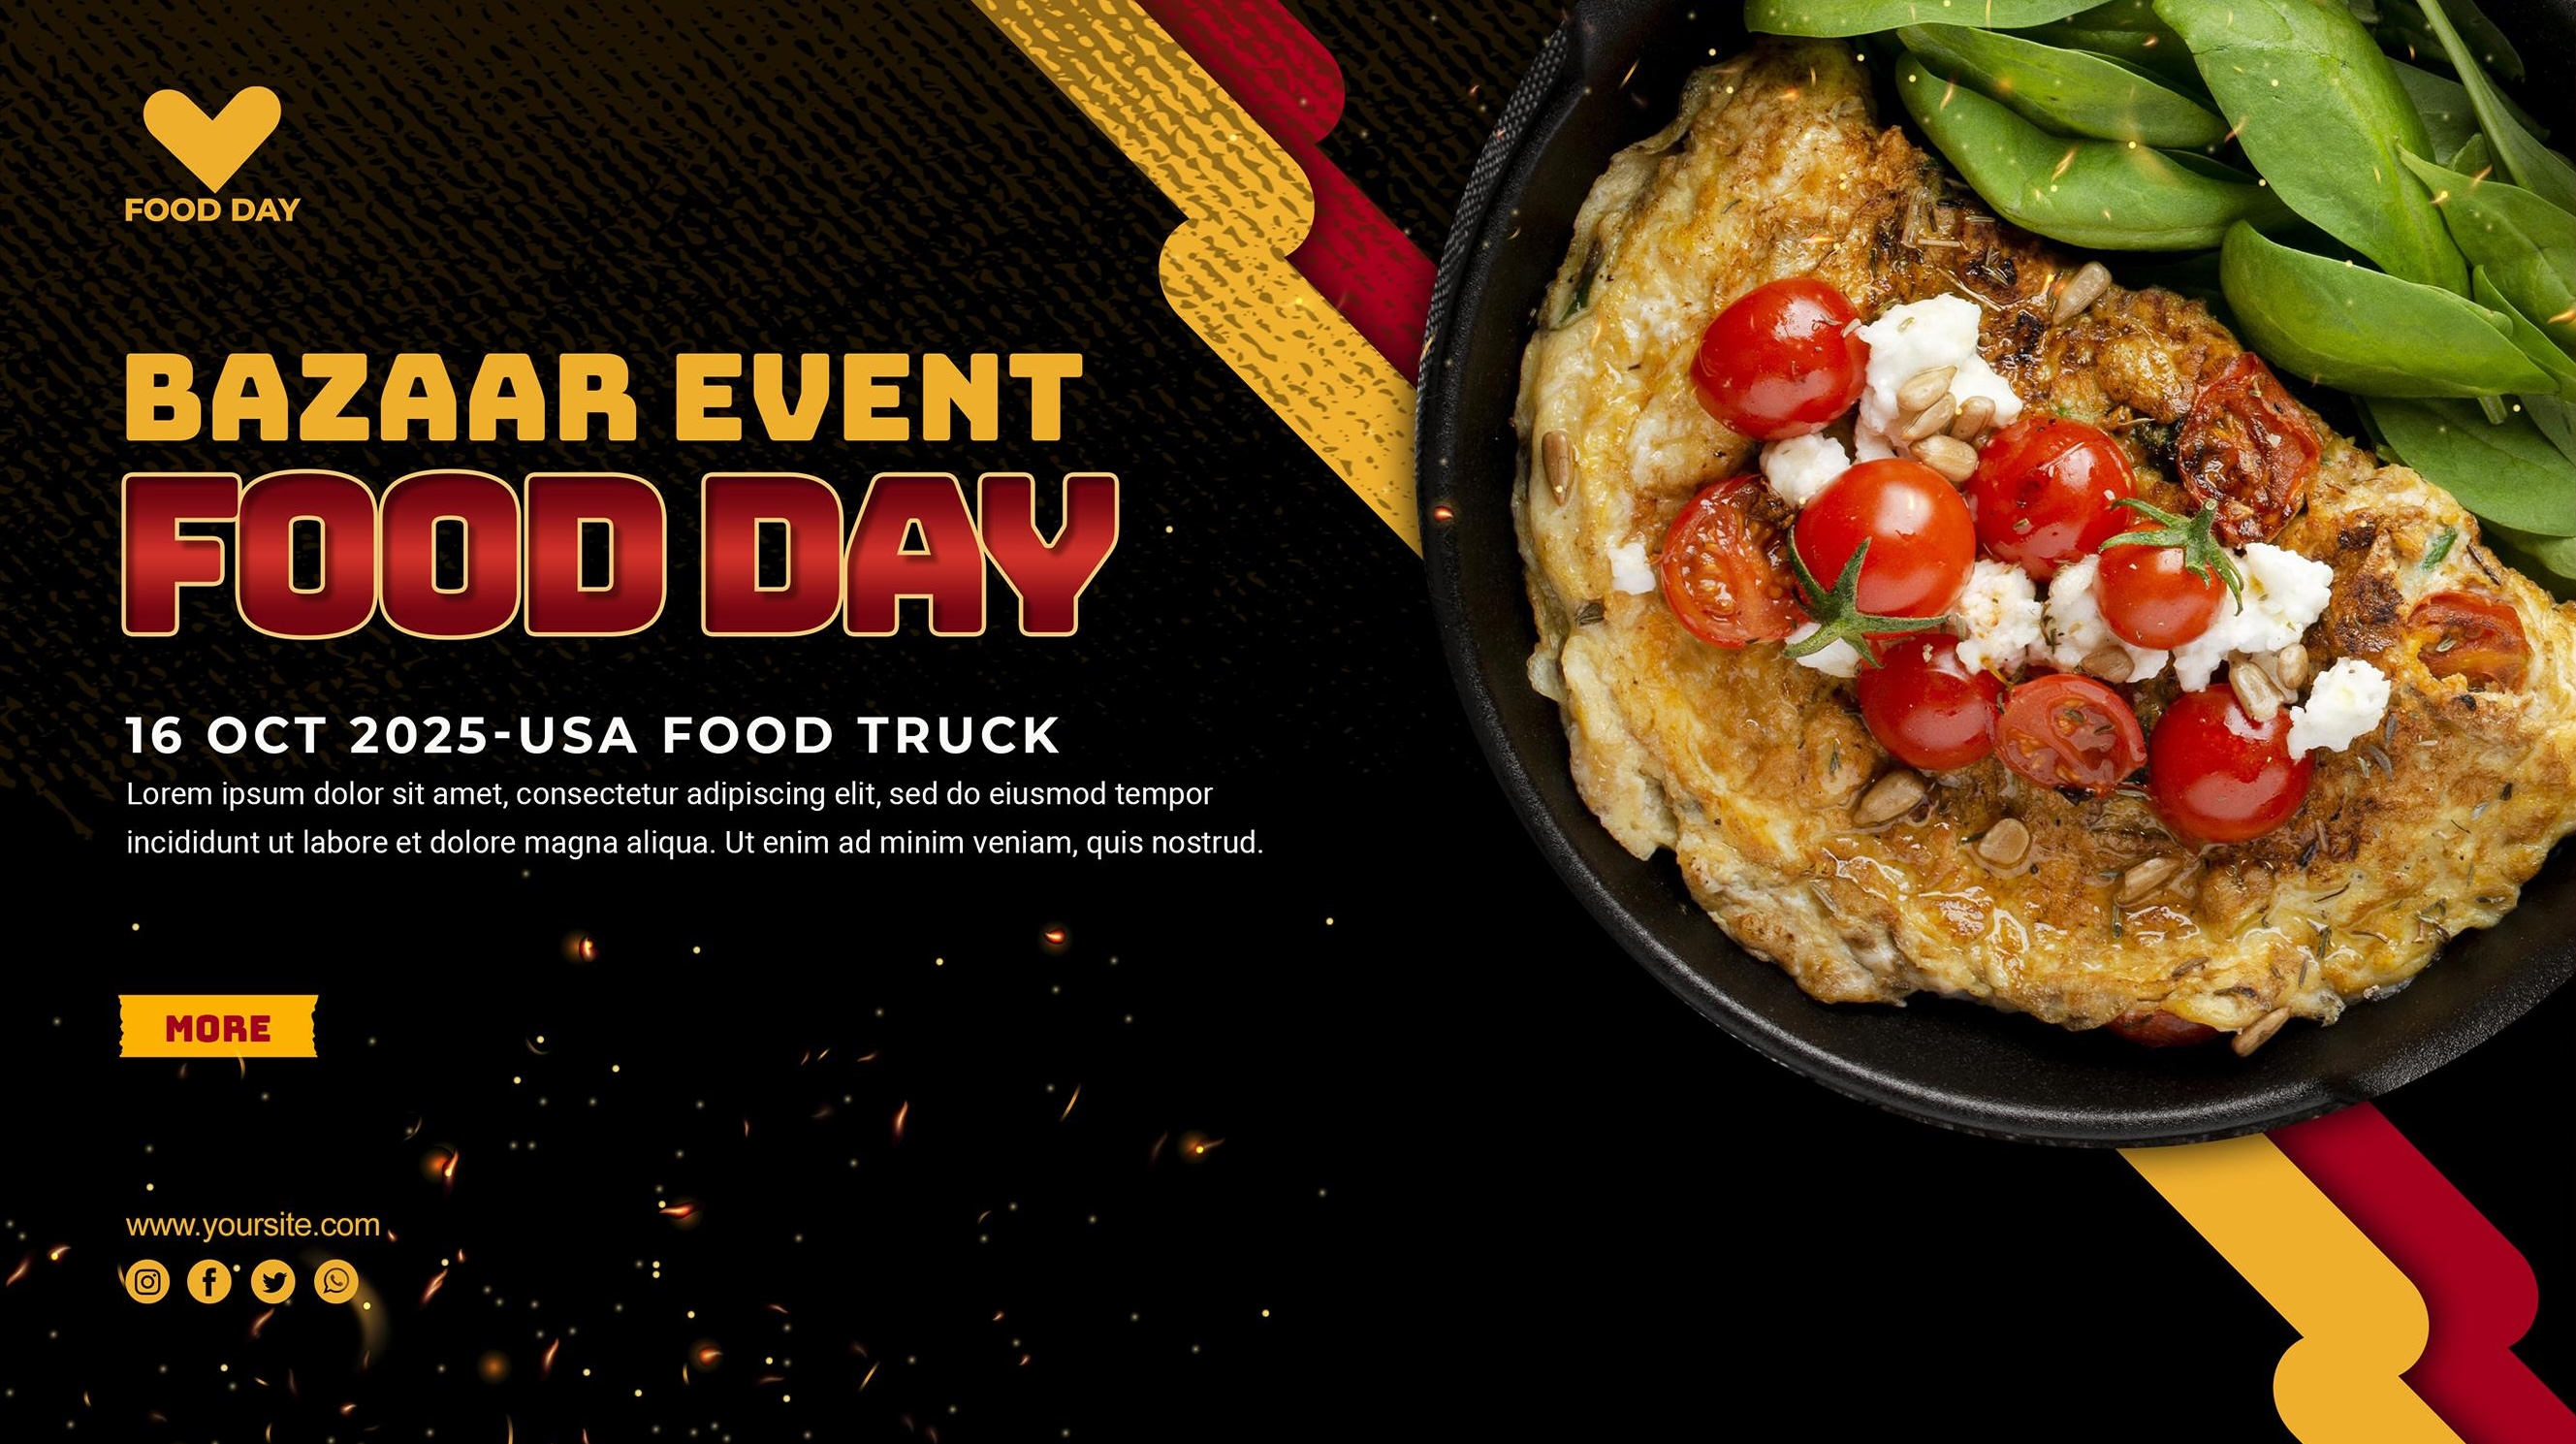 FOOD DAY
BAZAAR EVENT
FOOD DAY
16 OCT 2025-USA FOOD TRUCK
Lorem ipsum dolor sit amet, consectetur adipiscing elit, sed do eiusmod tempor
incididunt ut labore et dolore magna aliqua. Ut enim ad minim veniam, quis nostrud.
MORE
www.yoursite.com